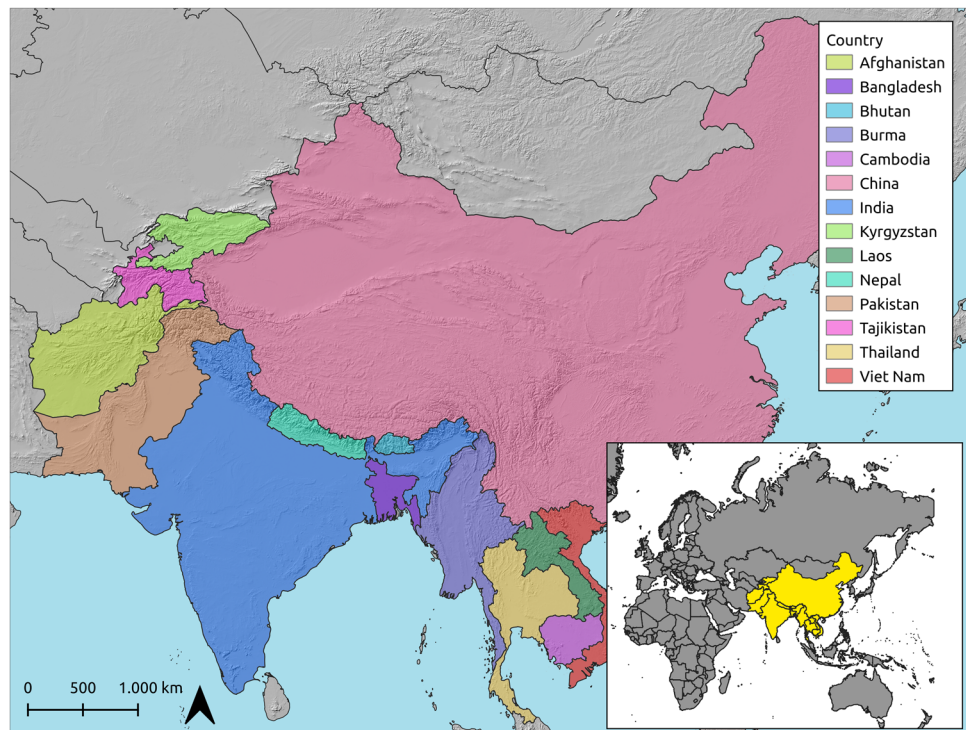 Country
Afghanistan
Bangladesh
Bhutan
Burma
Cambodia
China
India
Kyrgyzstan
Laos
Nepal
Pakistan
Tajikistan
Thailand
Viet Nam
0 500 1.000 km